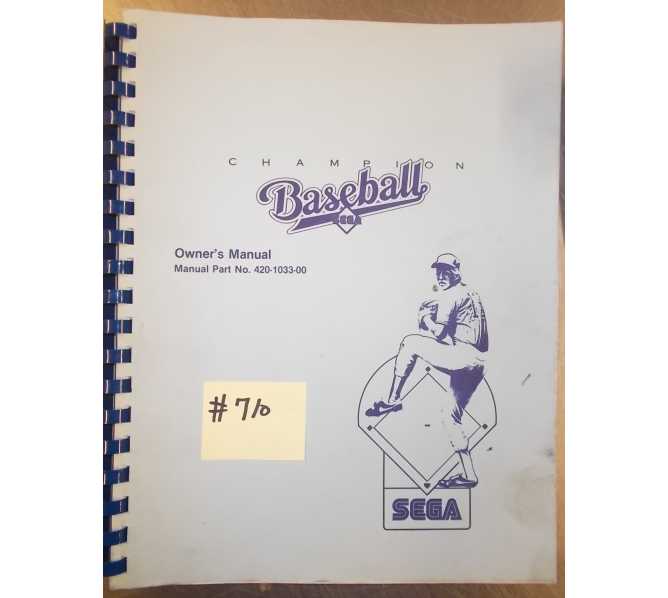 CHAMPION
Baseball
SEGA
Owner's Manual
Manual Part No. 420-1033-00
#710
SEGA